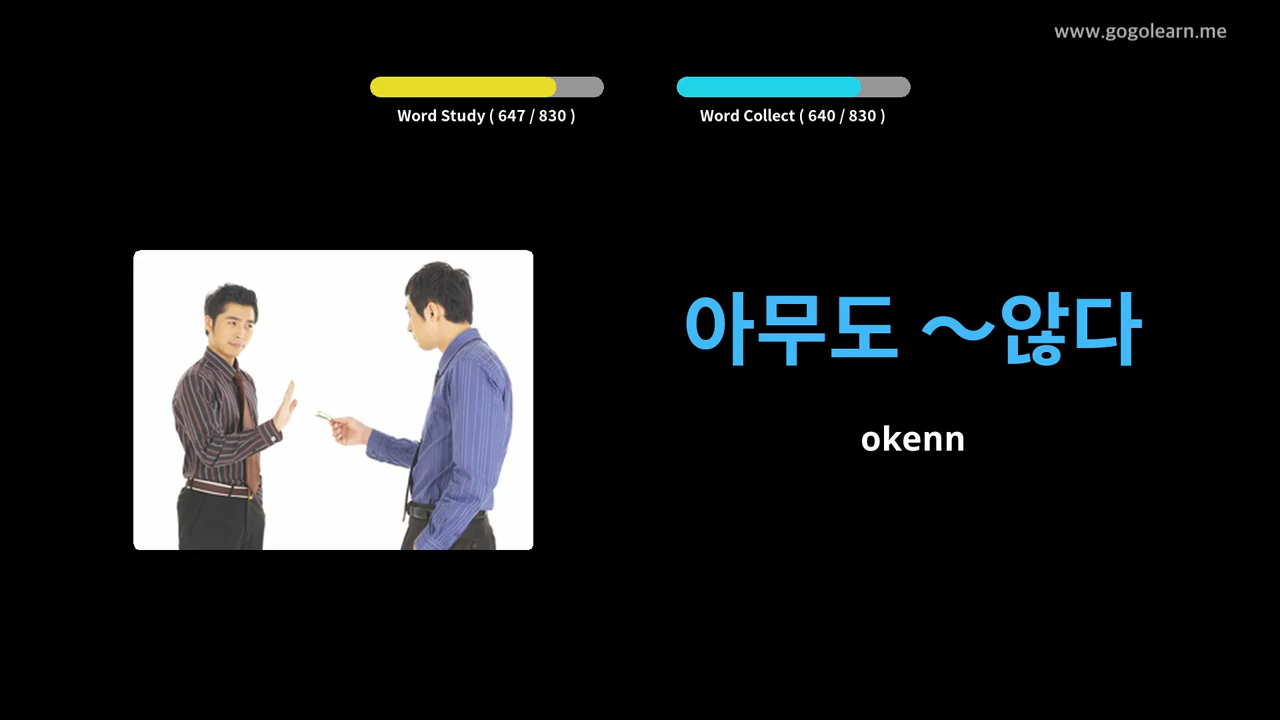 www.gogolearn.me
Word Study ( 647 / 830 )
Word Collect ( 640 / 830 )
아무도 ～않다
okenn